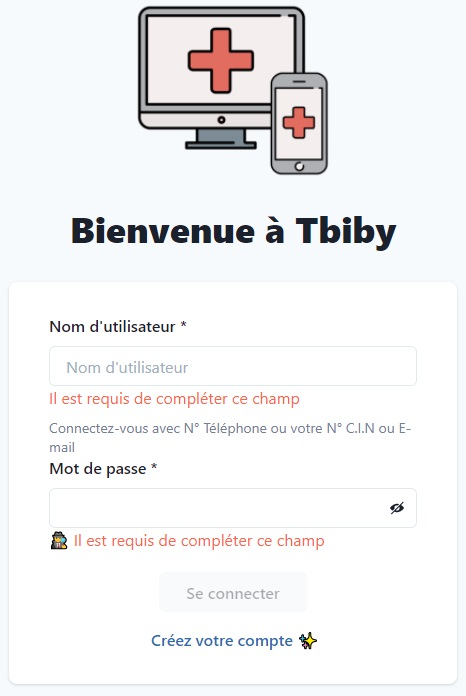 Bienvenue à Tbiby
Nom d'utilisateur *
Nom d'utilisateur
Il est requis de compléter ce champ
Connectez-vous avec N° Téléphone ou votre N° C.I.N ou E-
mail
Mot de passe *
Il est requis de compléter ce champ
Se connecter
Créez votre compte ✨